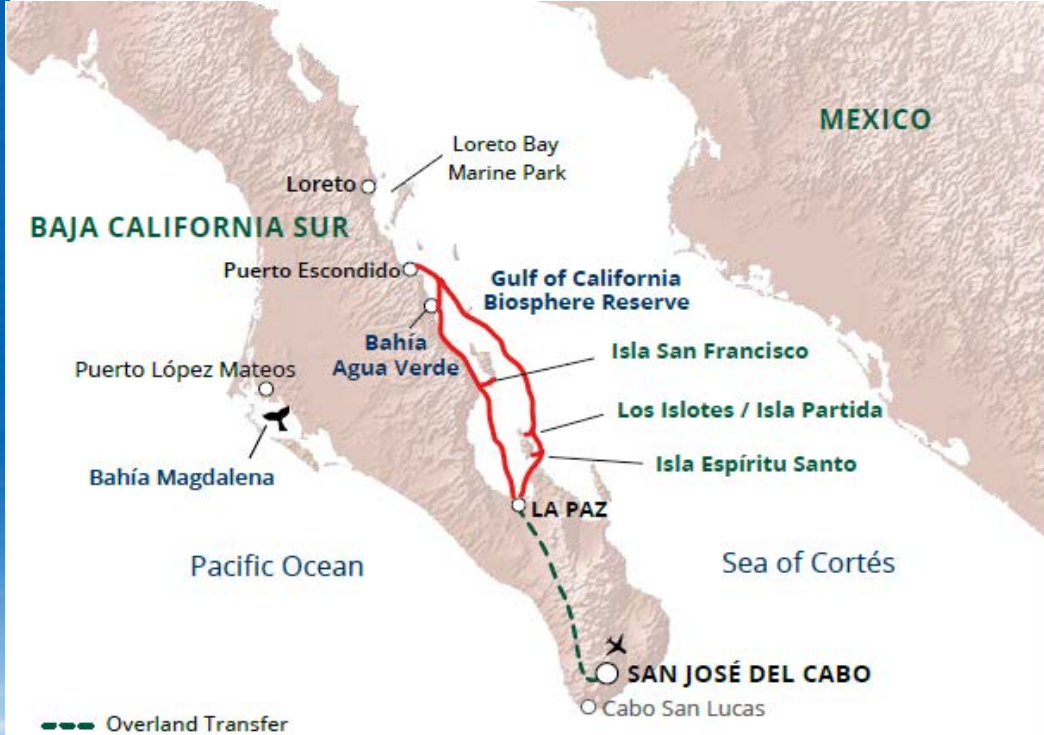 MEXICO
Loreto Bay
Marine Park
Loreto
BAJA CALIFORNIA SUR
Puerto Escondido
Gulf of California
Biosphere Reserve
Bahía
Agua Verde
Isla San Francisco
Puerto López Mateos
Los Islotes / Isla Partida
Isla Espíritu Santo
Bahía Magdalena
LA PAZ
Pacific Ocean
Sea of Cortés
SAN JOSÉ DEL CABO
Cabo San Lucas
Overland Transfer